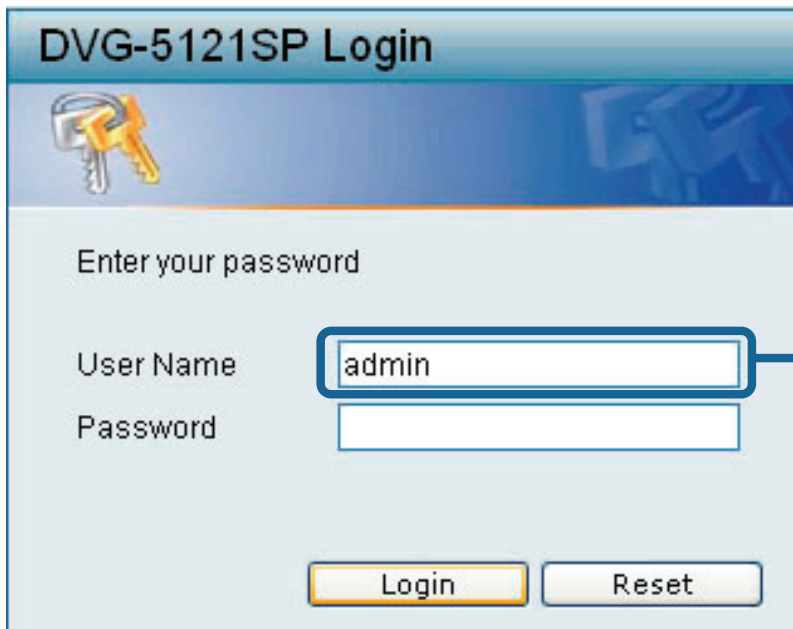 DVG-5121SP Login
Enter your password
User Name admin
Password
Login Reset